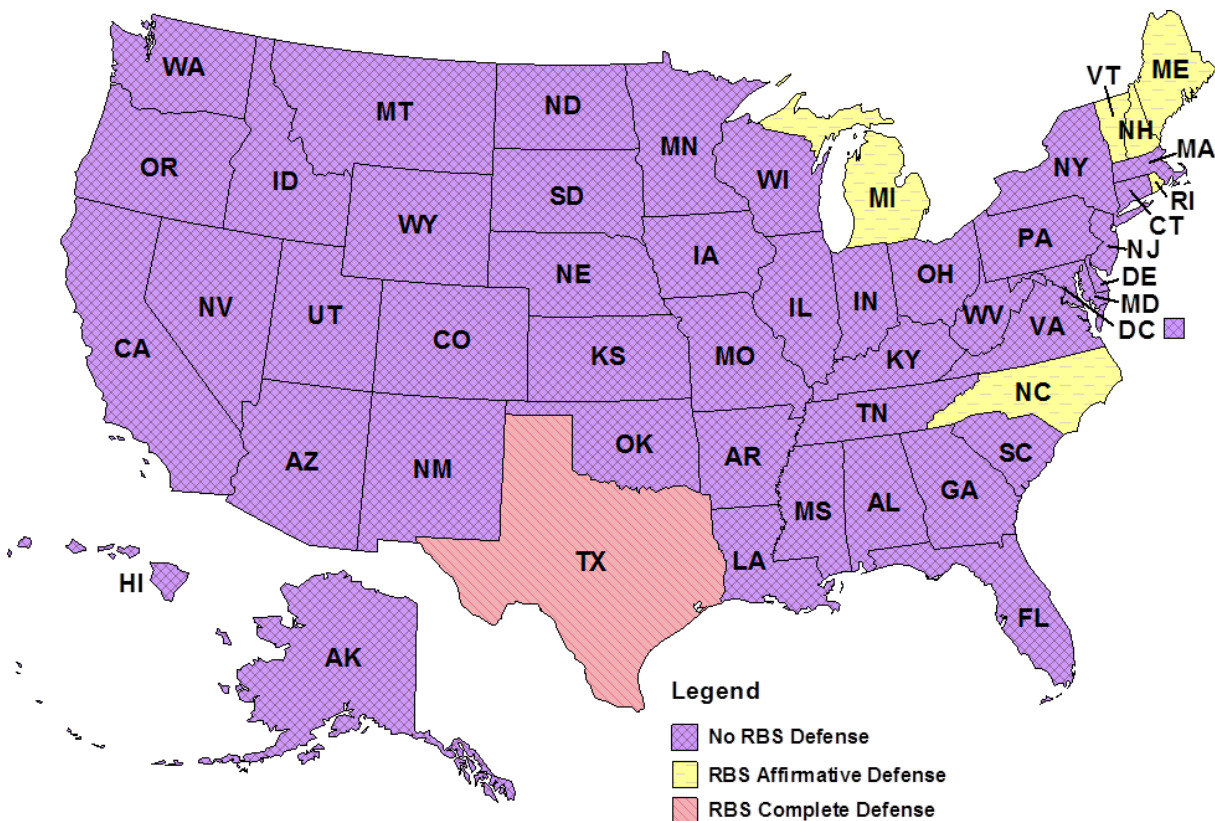 WA
MT
ND
MN
VT
ME
NH
MA
OR
ID
SD
WI
MI
NY
RI
CT
WY
IA
PA
NJ
NE
OH
DE
NV
UT
IL
IN
MD
WV
VA
DC
CA
CO
KS
MO
KY
NC
TN
AZ
NM
OK
AR
SC
MS
AL
GA
TX
LA
HI
FL
AK
Legend
No RBS Defense
RBS Affirmative Defense
RBS Complete Defense